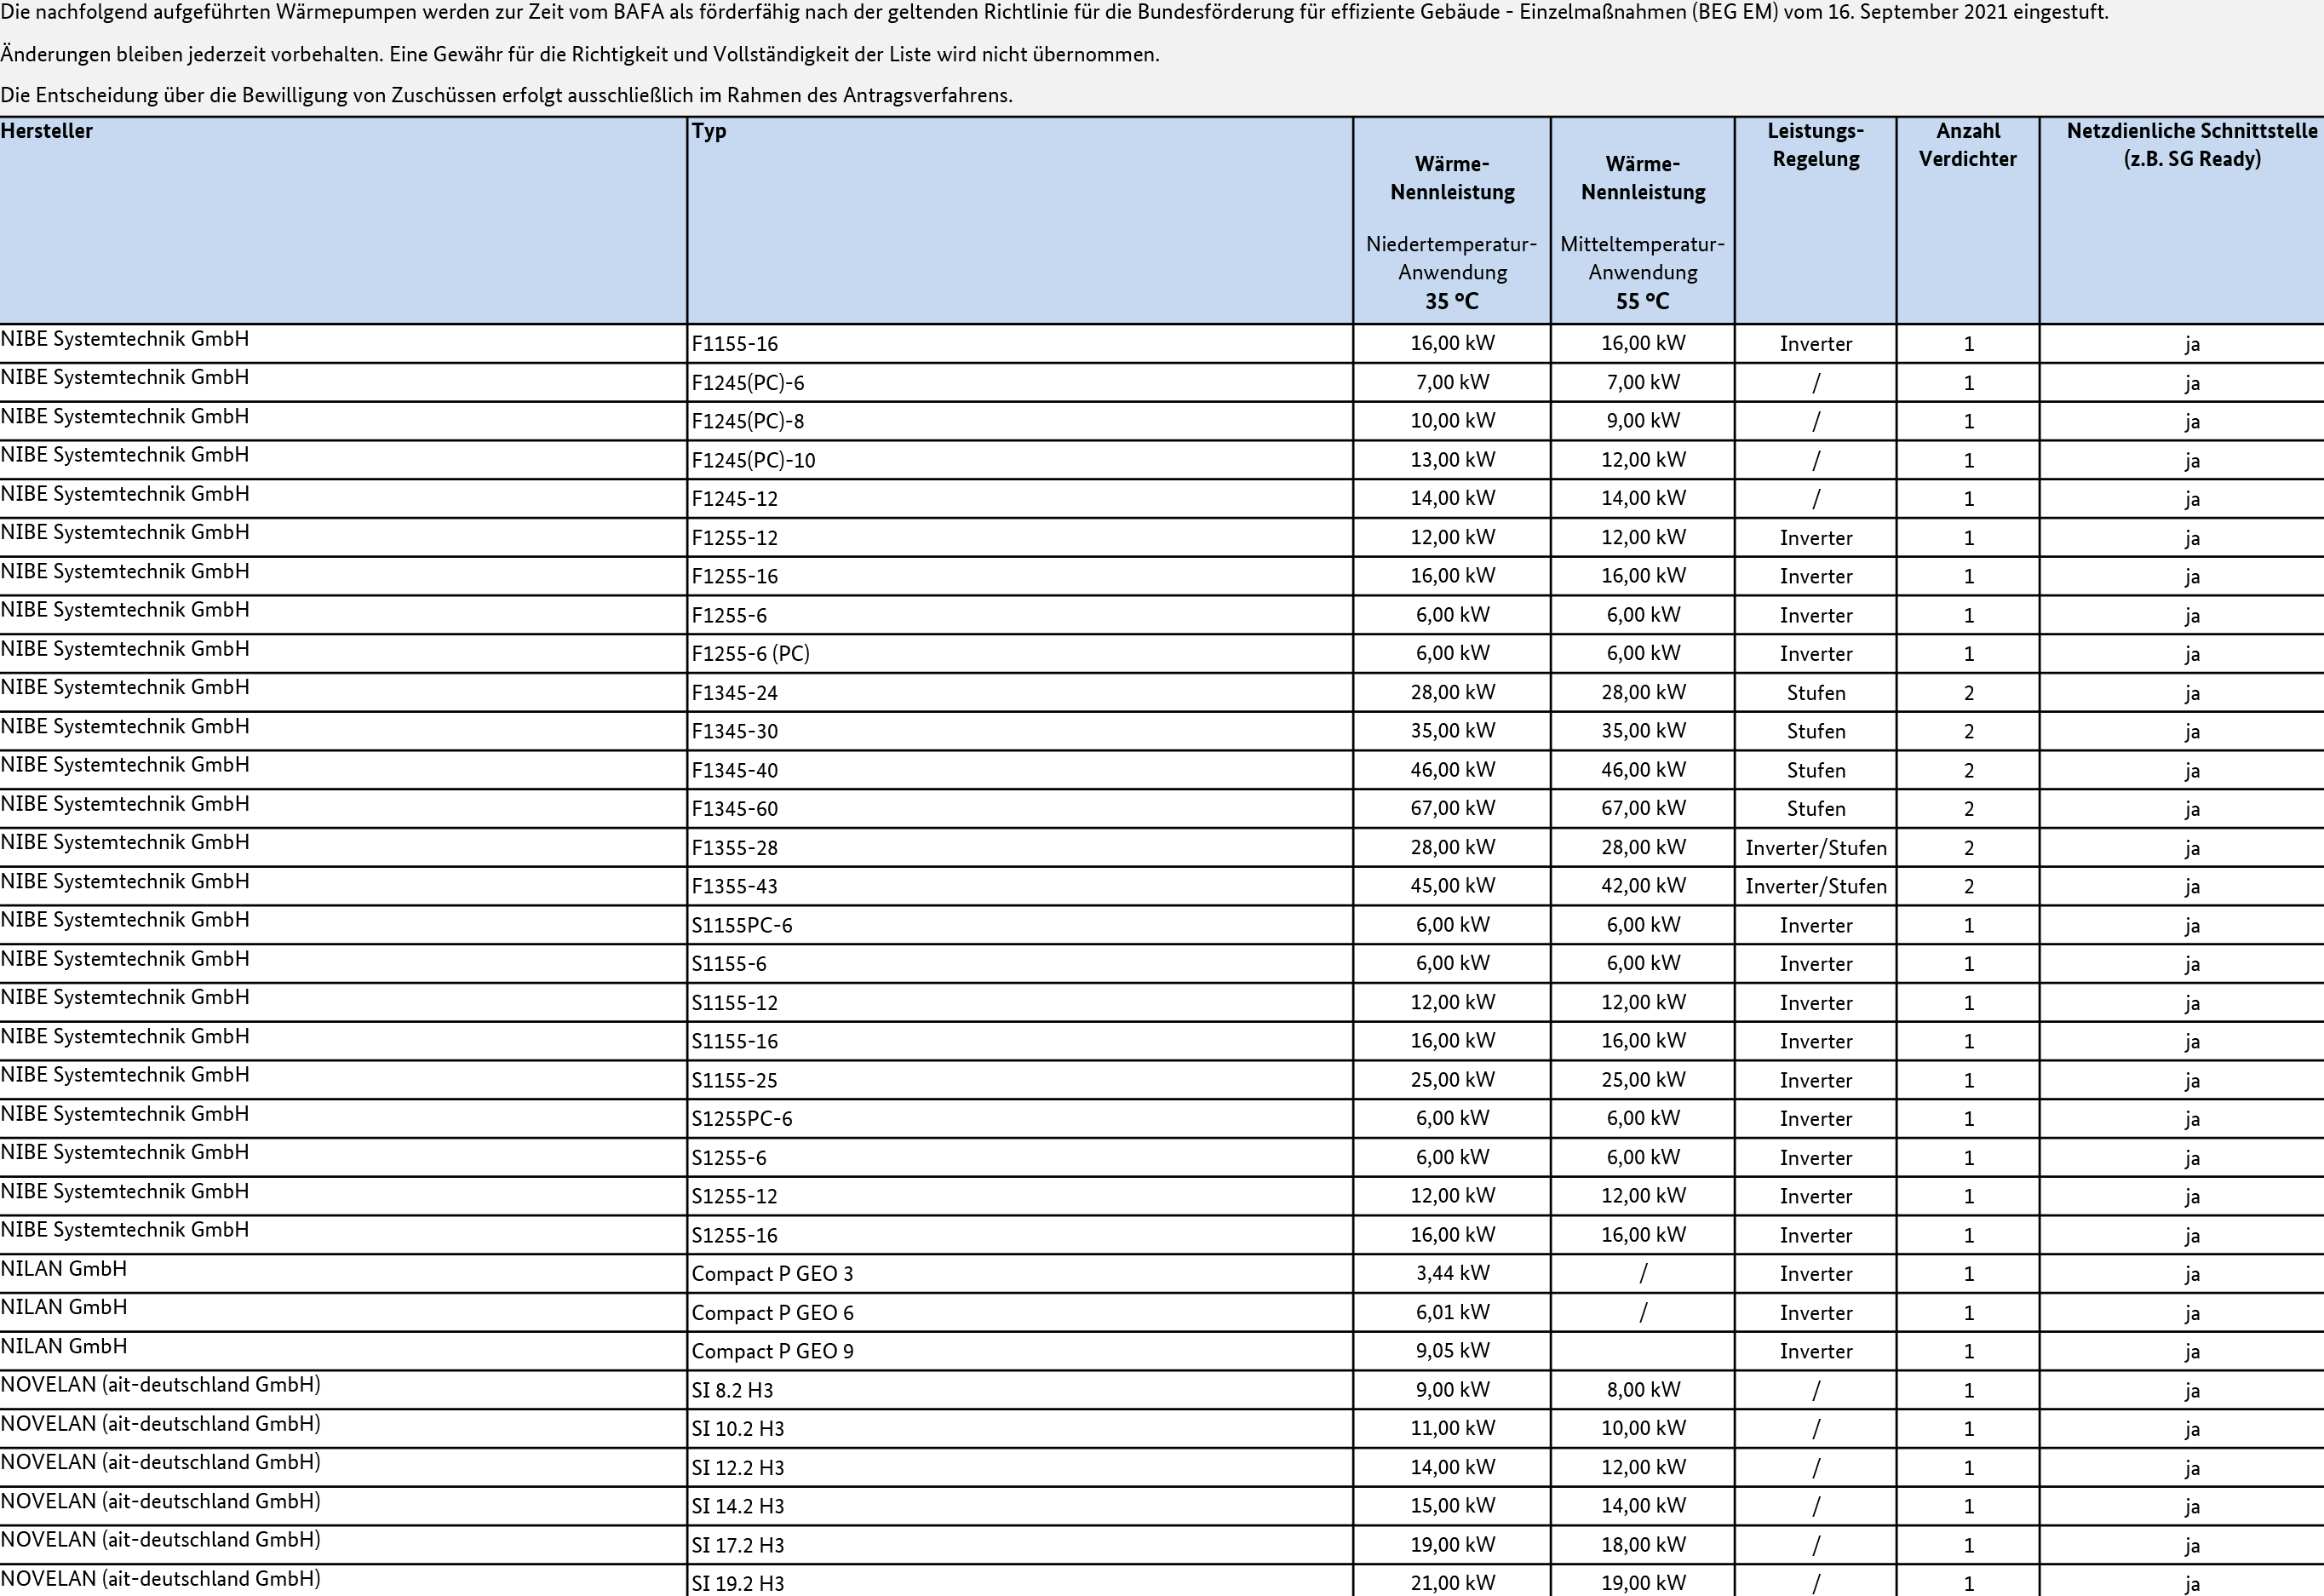 Die nachfolgend aufgeführten Wärmepumpen werden zur Zeit vom BAFA als förderfähig nach der geltenden Richtlinie für die Bundesförderung für effiziente Gebäude - Einzelmaßnahmen (BEG EM) vom 16. September 2021 eingestuft.
Änderungen bleiben jederzeit vorbehalten. Eine Gewähr für die Richtigkeit und Vollständigkeit der Liste wird nicht übernommen.
Die Entscheidung über die Bewilligung von Zuschüssen erfolgt ausschließlich im Rahmen des Antragsverfahrens.
Hersteller Typ Wärme-Nennleistung Niedertemperatur-Anwendung 35 °C Wärme-Nennleistung Mitteltemperatur-Anwendung 55 °C Leistungs-Regelung Anzahl Verdichter Netzdienliche Schnittstelle (z.B. SG Ready)
NIBE Systemtechnik GmbH F1155-16 16,00 kW 16,00 kW Inverter 1 ja
NIBE Systemtechnik GmbH F1245(PC)-6 7,00 kW 7,00 kW / 1 ja
NIBE Systemtechnik GmbH F1245(PC)-8 10,00 kW 9,00 kW / 1 ja
NIBE Systemtechnik GmbH F1245(PC)-10 13,00 kW 12,00 kW / 1 ja
NIBE Systemtechnik GmbH F1245-12 14,00 kW 14,00 kW / 1 ja
NIBE Systemtechnik GmbH F1255-12 12,00 kW 12,00 kW Inverter 1 ja
NIBE Systemtechnik GmbH F1255-16 16,00 kW 16,00 kW Inverter 1 ja
NIBE Systemtechnik GmbH F1255-6 6,00 kW 6,00 kW Inverter 1 ja
NIBE Systemtechnik GmbH F1255-6 (PC) 6,00 kW 6,00 kW Inverter 1 ja
NIBE Systemtechnik GmbH F1345-24 28,00 kW 28,00 kW Stufen 2 ja
NIBE Systemtechnik GmbH F1345-30 35,00 kW 35,00 kW Stufen 2 ja
NIBE Systemtechnik GmbH F1345-40 46,00 kW 46,00 kW Stufen 2 ja
NIBE Systemtechnik GmbH F1345-60 67,00 kW 67,00 kW Stufen 2 ja
NIBE Systemtechnik GmbH F1355-28 28,00 kW 28,00 kW Inverter/Stufen 2 ja
NIBE Systemtechnik GmbH F1355-43 45,00 kW 42,00 kW Inverter/Stufen 2 ja
NIBE Systemtechnik GmbH S1155PC-6 6,00 kW 6,00 kW Inverter 1 ja
NIBE Systemtechnik GmbH S1155-6 6,00 kW 6,00 kW Inverter 1 ja
NIBE Systemtechnik GmbH S1155-12 12,00 kW 12,00 kW Inverter 1 ja
NIBE Systemtechnik GmbH S1155-16 16,00 kW 16,00 kW Inverter 1 ja
NIBE Systemtechnik GmbH S1155-25 25,00 kW 25,00 kW Inverter 1 ja
NIBE Systemtechnik GmbH S1255PC-6 6,00 kW 6,00 kW Inverter 1 ja
NIBE Systemtechnik GmbH S1255-6 6,00 kW 6,00 kW Inverter 1 ja
NIBE Systemtechnik GmbH S1255-12 12,00 kW 12,00 kW Inverter 1 ja
NIBE Systemtechnik GmbH S1255-16 16,00 kW 16,00 kW Inverter 1 ja
NILAN GmbH Compact P GEO 3 3,44 kW / Inverter 1 ja
NILAN GmbH Compact P GEO 6 6,01 kW / Inverter 1 ja
NILAN GmbH Compact P GEO 9 9,05 kW Inverter 1 ja
NOVELAN (ait-deutschland GmbH) SI 8.2 H3 9,00 kW 8,00 kW / 1 ja
NOVELAN (ait-deutschland GmbH) SI 10.2 H3 11,00 kW 10,00 kW / 1 ja
NOVELAN (ait-deutschland GmbH) SI 12.2 H3 14,00 kW 12,00 kW / 1 ja
NOVELAN (ait-deutschland GmbH) SI 14.2 H3 15,00 kW 14,00 kW / 1 ja
NOVELAN (ait-deutschland GmbH) SI 17.2 H3 19,00 kW 18,00 kW / 1 ja
NOVELAN (ait-deutschland GmbH) SI 19.2 H3 21,00 kW 19,00 kW / 1 ja